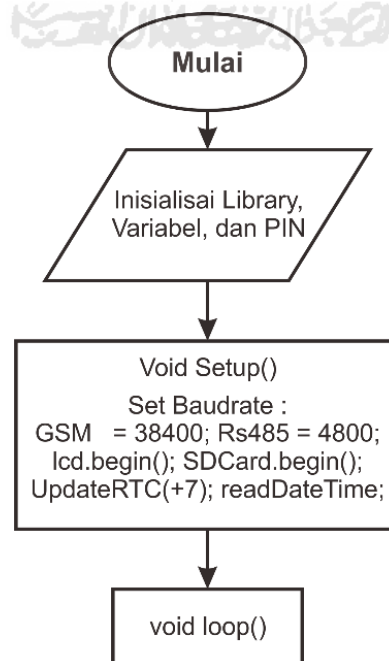 Mulai
Inisialisai Library,
Variabel, dan PIN
Void Setup()
Set Baudrate :
GSM = 38400; Rs485 = 4800;
lcd.begin(); SDCard.begin();
UpdateRTC(+7); readDateTime;
void loop()